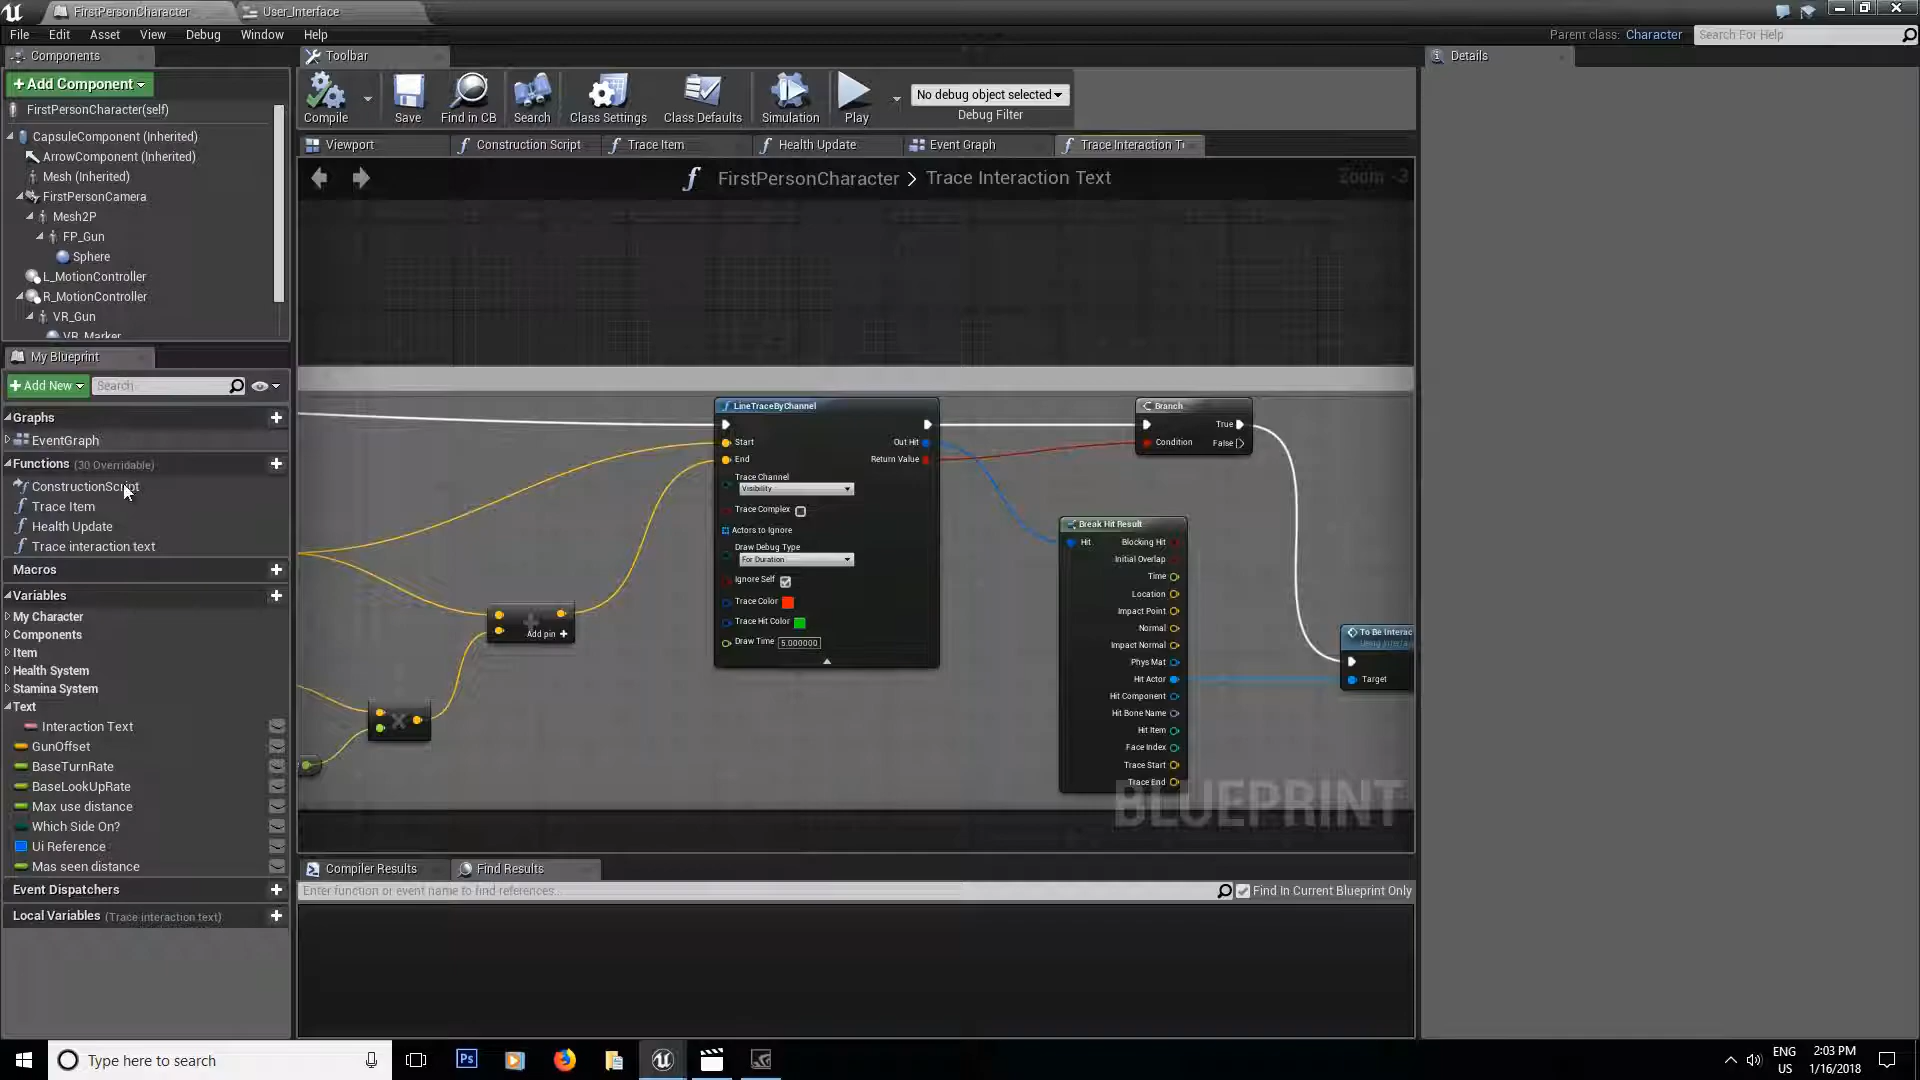 FirstPersonCharacter
User_Interface
File Edit Asset View Debug Window Help
Parent class: Character
Search For Help
Components
Toolbar
Details
+Add Component
FirstPersonCharacter(self)
CapsuleComponent (Inherited)
ArrowComponent (Inherited)
Mesh (Inherited)
FirstPersonCamera
Mesh2P
FP_Gun
Sphere
L_MotionController
R_MotionController
VR_Gun
VR_Marker
Compile
Save
Find in CB
Search
Class Settings
Class Defaults
Simulation
Play
No debug object selected
Debug Filter
Viewport
Construction Script
Trace Item
Health Update
Event Graph
Trace Interaction T
FirstPersonCharacter > Trace Interaction Text
Zoom -3
My Blueprint
+Add New
Search
Graphs
EventGraph
Functions (30 Overridable)
ConstructionScript
Trace Item
Health Update
Trace interaction text
Macros
Variables
My Character
Components
Item
Health System
Stamina System
Text
Interaction Text
GunOffset
BaseTurnRate
BaseLookUpRate
Max use distance
Which Side On?
Ui Reference
Mas seen distance
Event Dispatchers
Local Variables (Trace interaction text)
LineTraceByChannel
Start
Out Hit
End
Return Value
Trace Channel
Visibility
Trace Complex
Actors to Ignore
Draw Debug Type
For Duration
Ignore Self
Trace Color
Trace Hit Color
Draw Time 5.000000
Add pin +
Branch
True
Condition
False
Break Hit Result
Hit
Blocking Hit
Initial Overlap
Time
Location
Impact Point
Normal
Impact Normal
Phys Mat
Hit Actor
Hit Component
Hit Bone Name
Hit Item
Face Index
Trace Start
Trace End
To Be Interac
Using Interfac
Target
BLUEPRINT
Compiler Results
Find Results
Enter function or event name to find references...
Find In Current Blueprint Only
Type here to search
Ps
ENG
US
2:03 PM
1/16/2018